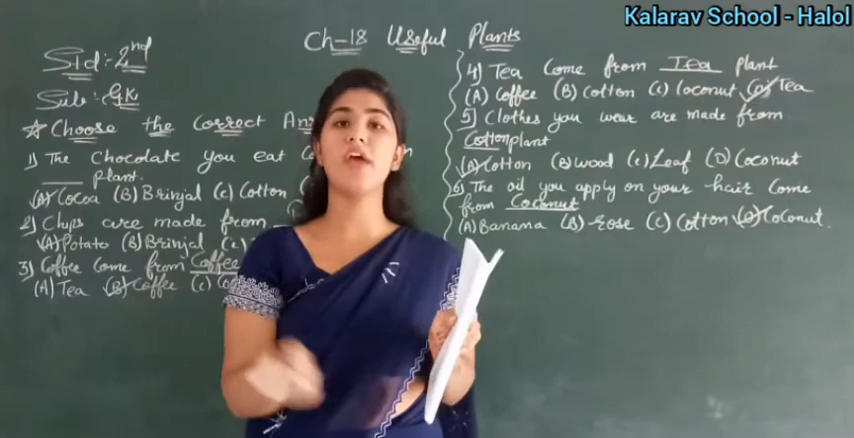 Kalarav School - Halol
Ch-18 Useful Plants
Std:- 2nd
Sub:- G.K.
☆ Choose the Correct
1) The Chocolate you eat
____ plant.
(A) Cocoa (B) Brinjal (C) Cotton
2) Chips are made from
(A) Potato (B) Brinjal (C)
3) Coffee Come from Coffee
(A) Tea (B) Coffee (C)
4) Tea Come from Tea plant
(A) Coffee (B) Cotton (C) Coconut (D) Tea
5) Clothes you wear are made from
Cotton plant
(A) Cotton (B) Wood (C) Leaf (D) Coconut
6) The oil you apply on your hair Come
from Coconut
(A) Banana (B) rose (C) Cotton (D) Coconut.